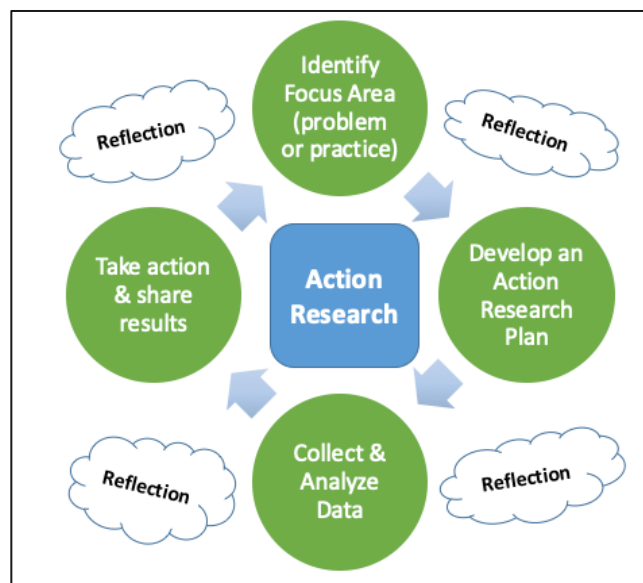 Identify
Focus Area
(problem
or practice)
Reflection
Reflection
Take action
& share
results
Action
Research
Develop an
Action
Research
Plan
Collect &
Analyze
Data
Reflection
Reflection